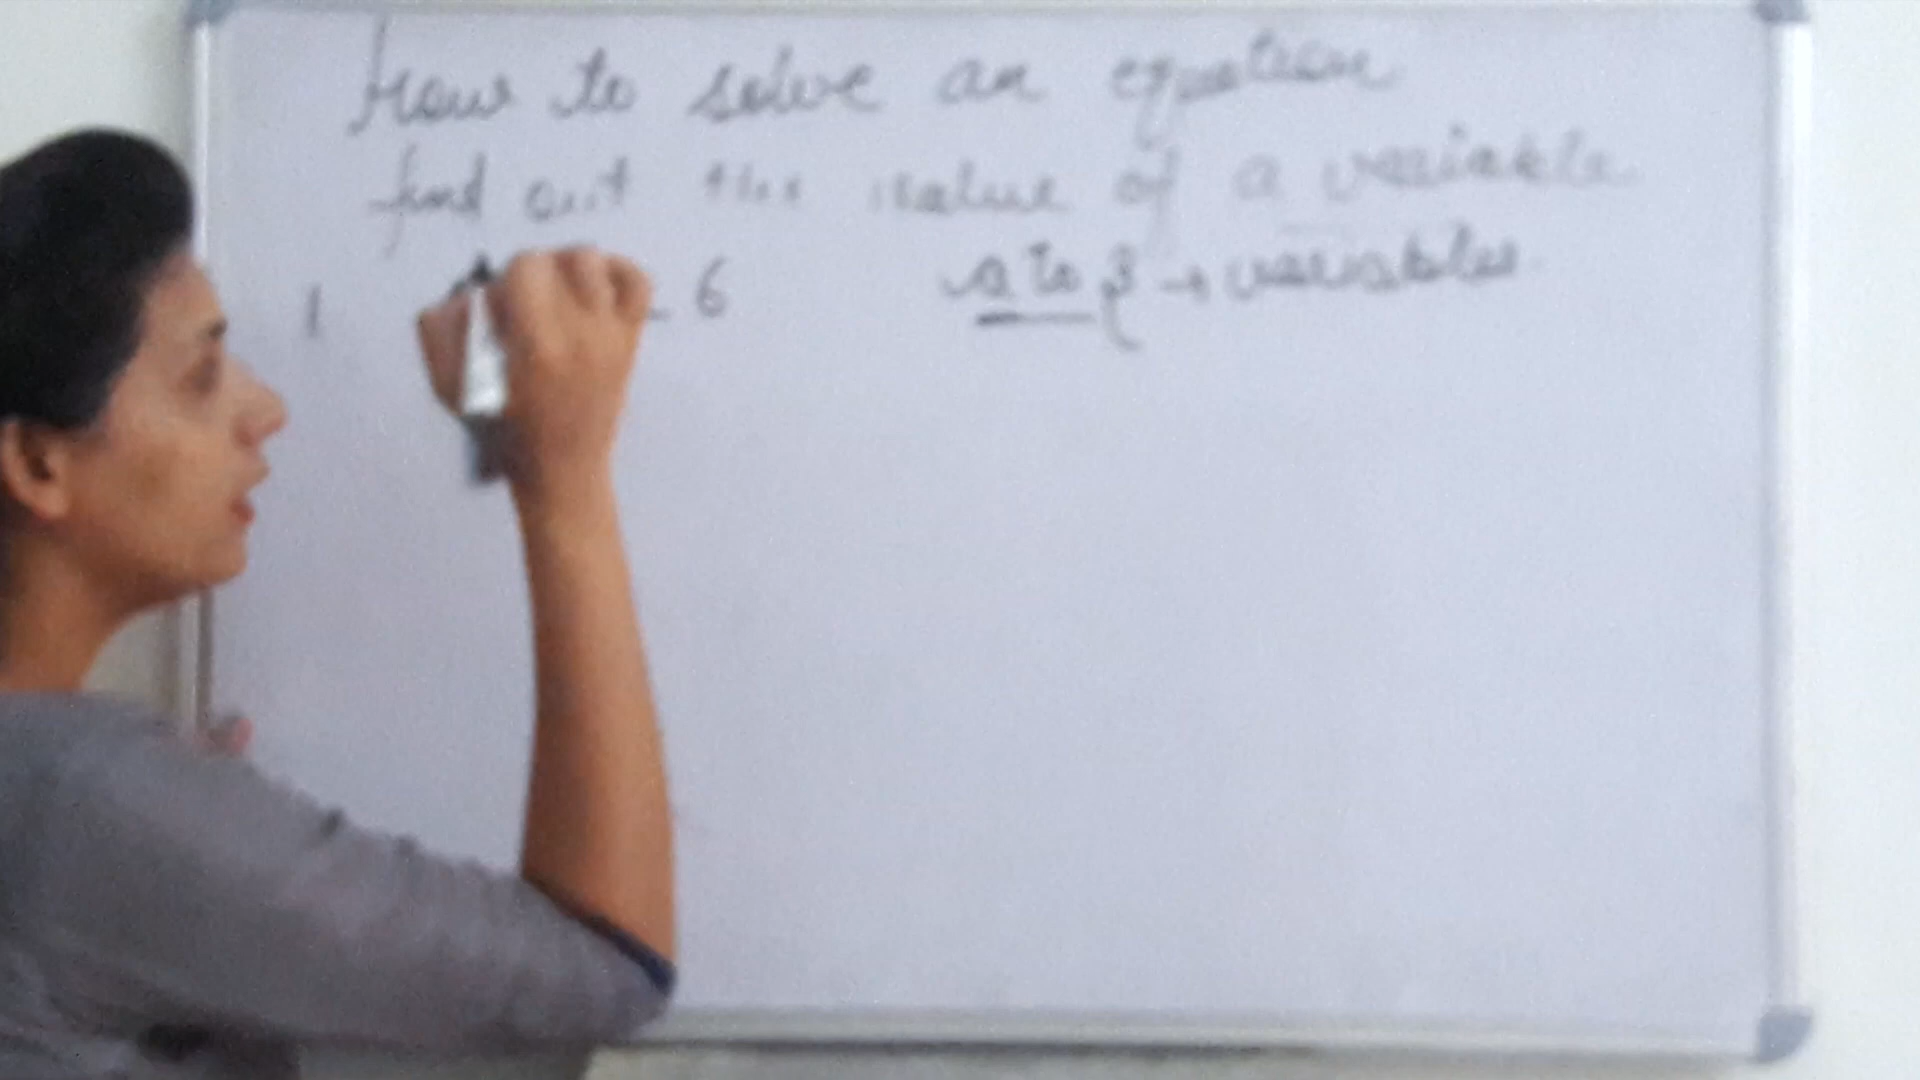 How to solve an equation
find out the value of a variable
1 6
a to z → variables